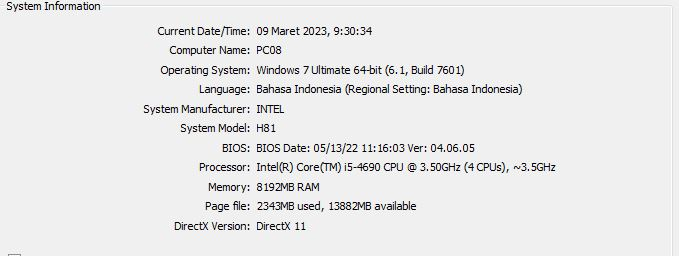 System Information
Current Date/Time: 09 Maret 2023, 9:30:34
Computer Name: PC08
Operating System: Windows 7 Ultimate 64-bit (6.1, Build 7601)
Language: Bahasa Indonesia (Regional Setting: Bahasa Indonesia)
System Manufacturer: INTEL
System Model: H81
BIOS: BIOS Date: 05/13/22 11:16:03 Ver: 04.06.05
Processor: Intel(R) Core(TM) i5-4690 CPU @ 3.50GHz (4 CPUs), ~3.5GHz
Memory: 8192MB RAM
Page file: 2343MB used, 13882MB available
DirectX Version: DirectX 11